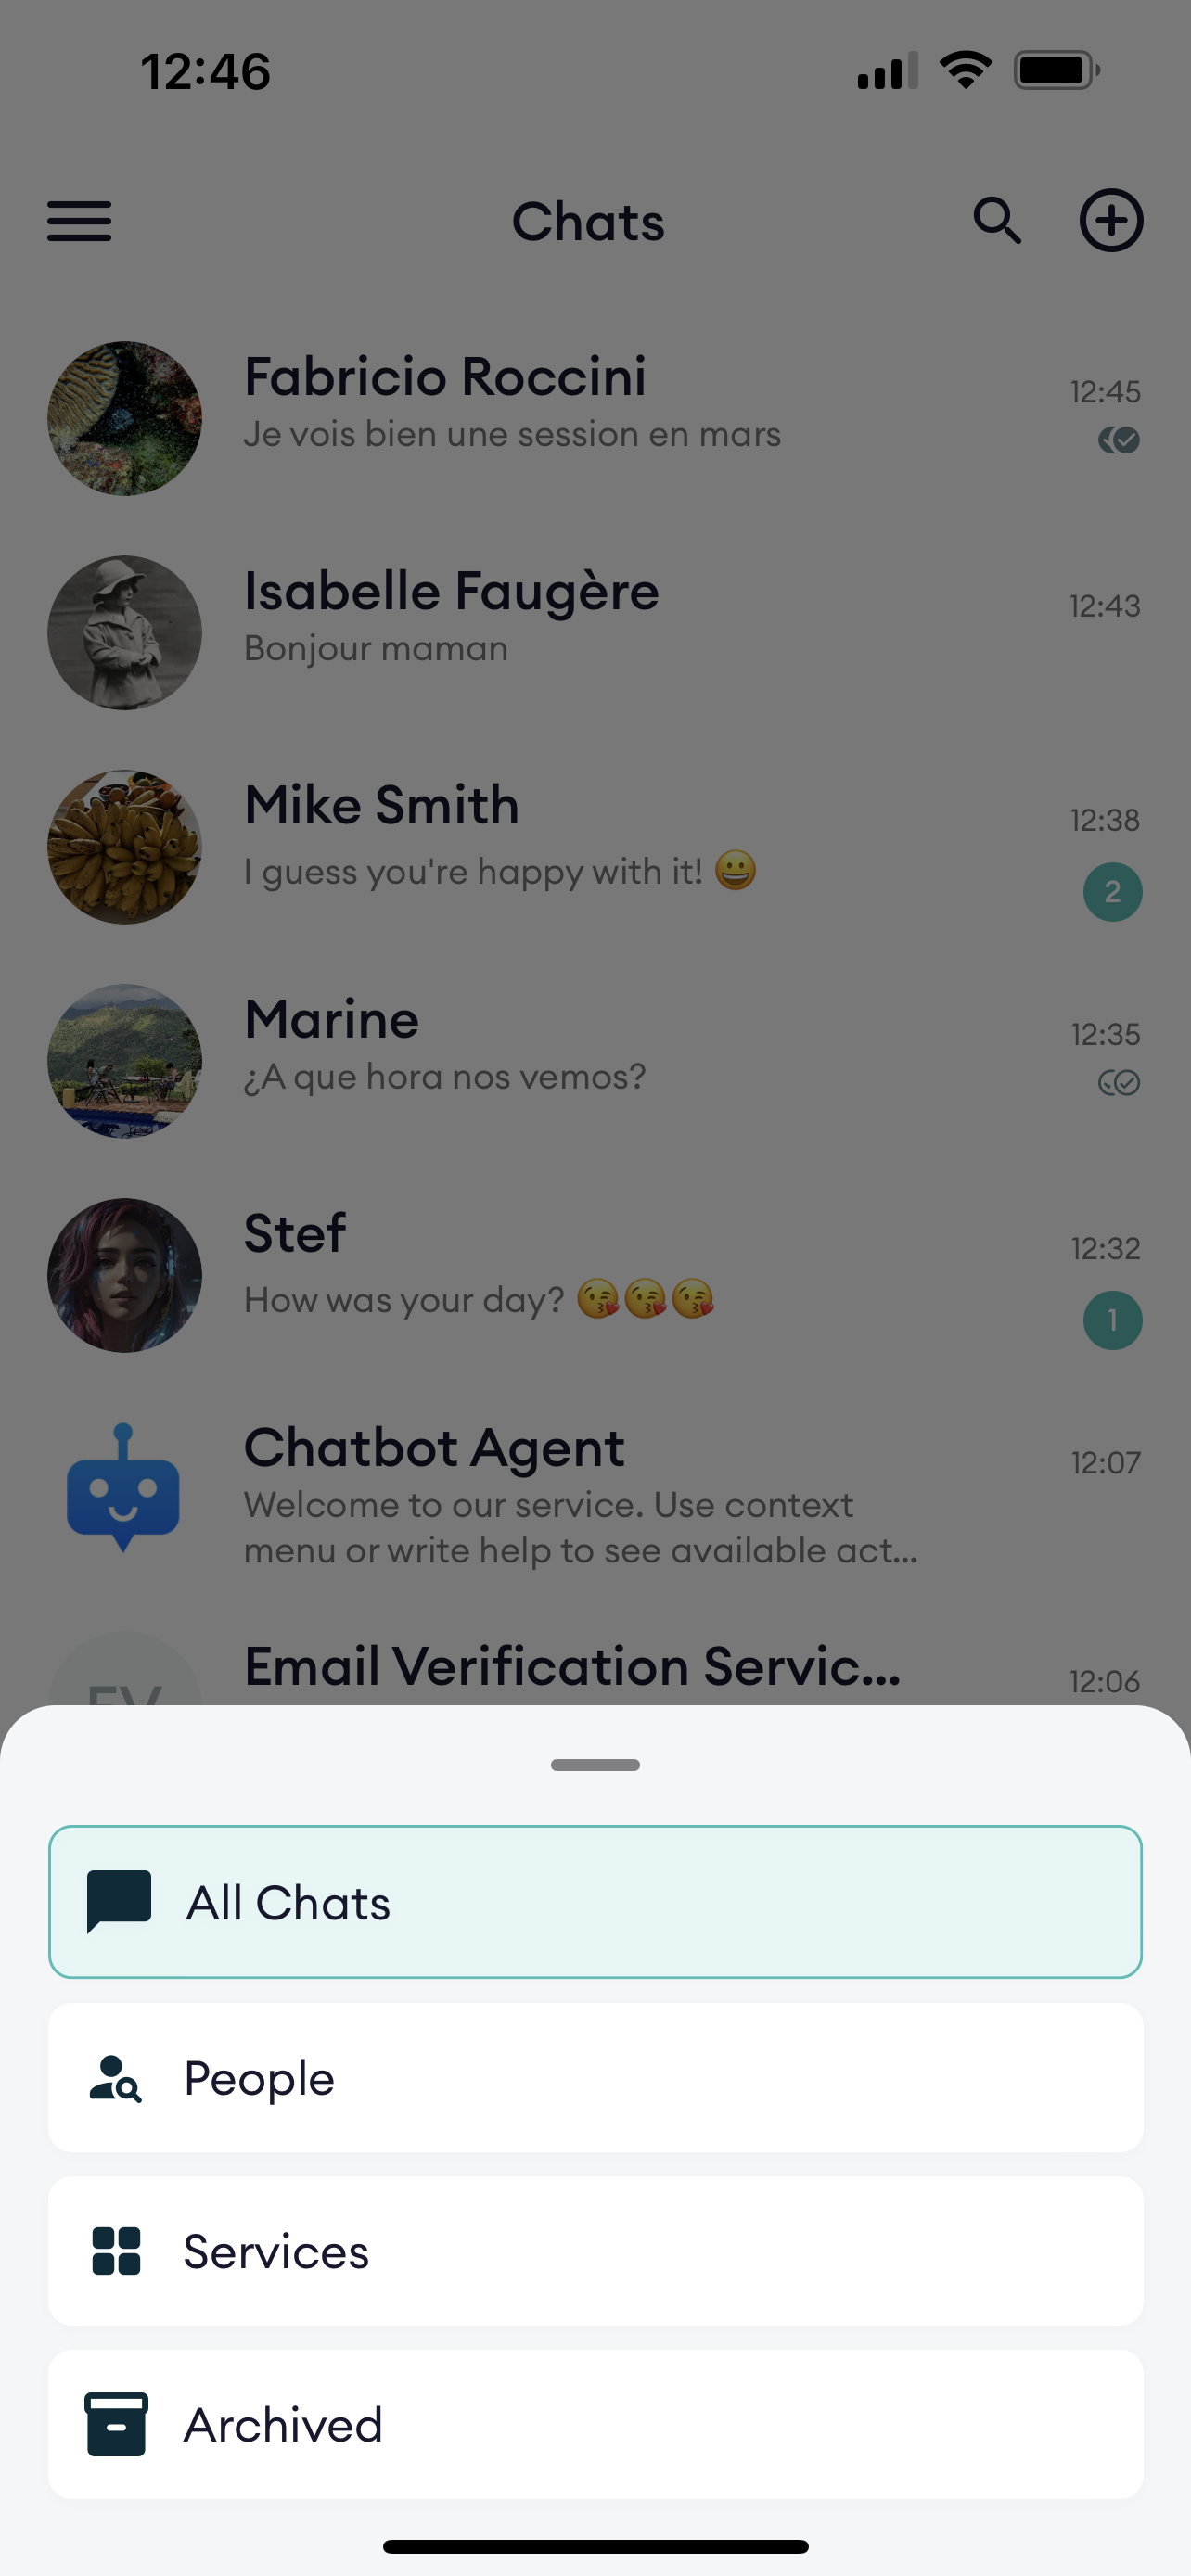 12:46
Chats
Fabricio Roccini
12:45
Je vois bien une session en mars
Isabelle Faugère
12:43
Bonjour maman
Mike Smith
12:38
I guess you're happy with it! 😀
2
Marine
12:35
¿A que hora nos vemos?
Stef
12:32
How was your day? 😘😘😘
1
Chatbot Agent
12:07
Welcome to our service. Use context
menu or write help to see available act...
EV
Email Verification Servic...
12:06
All Chats
People
Services
Archived